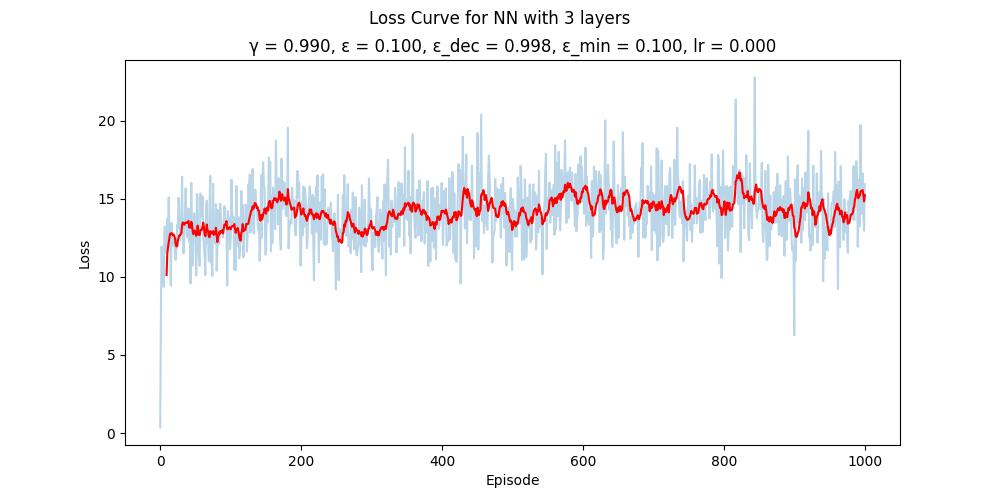 Loss Curve for NN with 3 layers
γ = 0.990, ε = 0.100, ε_dec = 0.998, ε_min = 0.100, lr = 0.000
20
15
10
5
0
Loss
0 200 400 600 800 1000
Episode